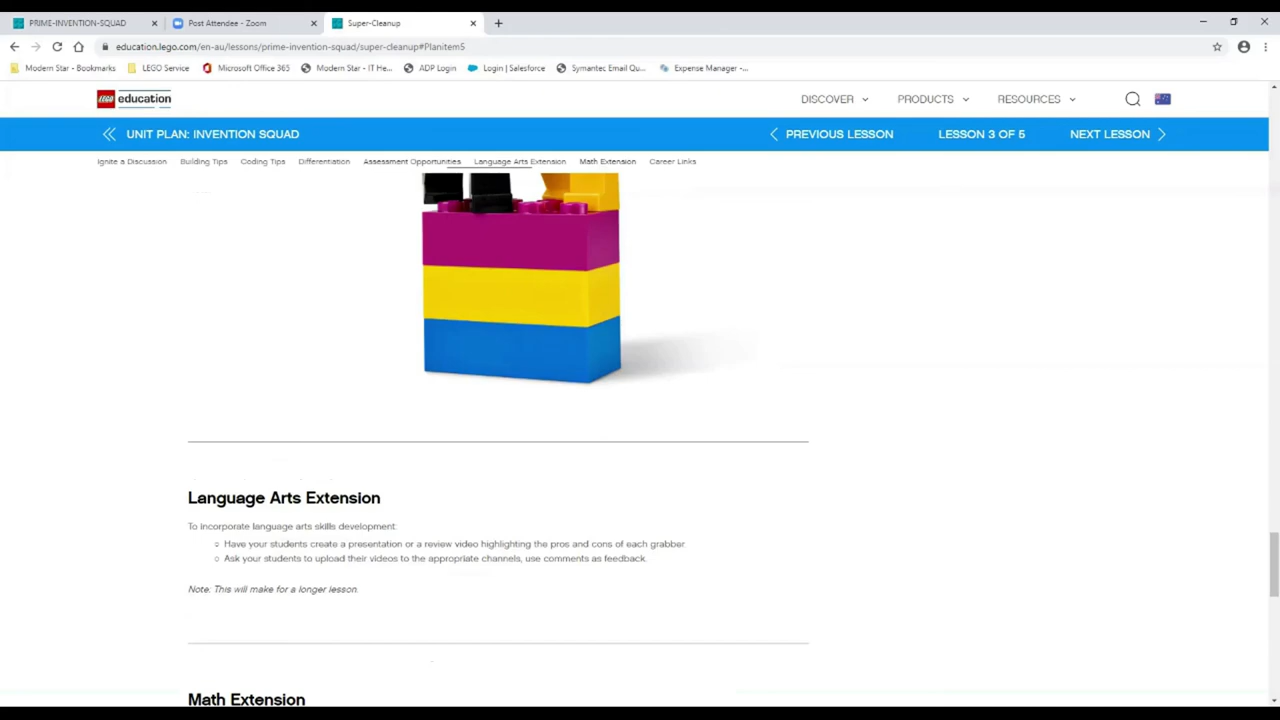 PRIME-INVENTION-SQUAD
Post Attendee - Zoom
Super-Cleanup
education.lego.com/en-au/lessons/prime-invention-squad/super-cleanup#Planitem5
Modern Star - Bookmarks
LEGO Service
Microsoft Office 365
Modern Star - IT He...
ADP Login
Login | Salesforce
Symantec Email Qu...
Expense Manager -...
LEGO education
DISCOVER
PRODUCTS
RESOURCES
UNIT PLAN: INVENTION SQUAD
PREVIOUS LESSON
LESSON 3 OF 5
NEXT LESSON
Ignite a Discussion
Building Tips
Coding Tips
Differentiation
Assessment Opportunities
Language Arts Extension
Math Extension
Career Links
Language Arts Extension
To incorporate language arts skills development:
Have your students create a presentation or a review video highlighting the pros and cons of each grabber.
Ask your students to upload their videos to the appropriate channels, use comments as feedback.
Note: This will make for a longer lesson.
Math Extension